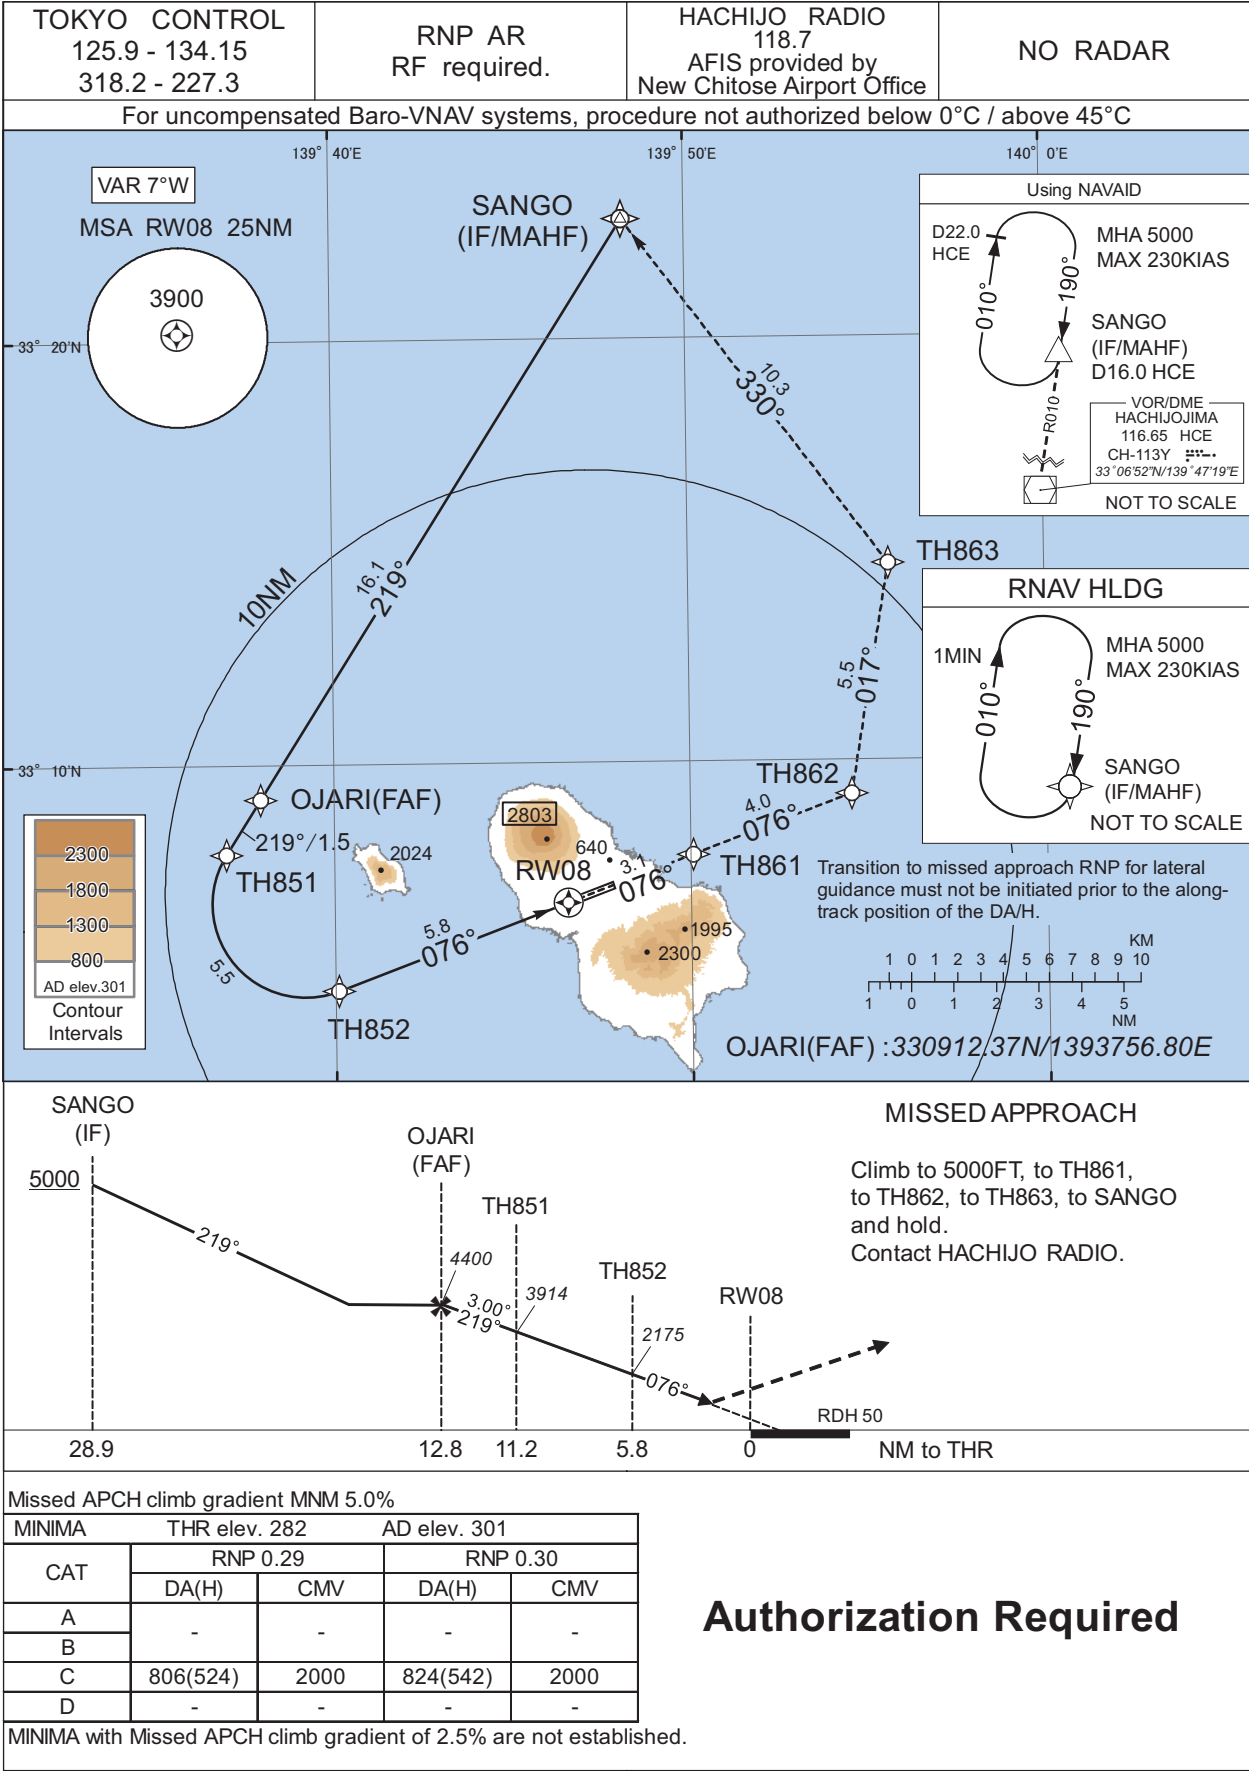 TOKYO CONTROL
125.9 - 134.15
318.2 - 227.3
RNP AR
RF required.
HACHIJO RADIO
118.7
AFIS provided by
New Chitose Airport Office
NO RADAR
For uncompensated Baro-VNAV systems, procedure not authorized below 0°C / above 45°C
139° 40'E
139° 50'E
140° 0'E
VAR 7°W
MSA RW08 25NM
3900
SANGO
(IF/MAHF)
Using NAVAID
D22.0
HCE
MHA 5000
MAX 230KIAS
010°
190°
SANGO
(IF/MAHF)
D16.0 HCE
R010
VOR/DME
HACHIJOJIMA
116.65 HCE
CH-113Y
33°06'52"N/139°47'19"E
NOT TO SCALE
33° 20'N
10.3
330°
16.1
219°
10NM
TH863
RNAV HLDG
1MIN
MHA 5000
MAX 230KIAS
010°
190°
SANGO
(IF/MAHF)
NOT TO SCALE
5.5
017°
33° 10'N
TH862
OJARI(FAF)
4.0
076°
2803
219°/1.5
2024
640
TH851
RW08
3.1
076°
TH861
Transition to missed approach RNP for lateral
guidance must not be initiated prior to the along-
track position of the DA/H.
2300
1800
1300
800
AD elev.301
Contour
Intervals
5.8
076°
1995
2300
5.5
TH852
KM
1 0 1 2 3 4 5 6 7 8 9 10
1 0 1 2 3 4 5
NM
OJARI(FAF) :330912.37N/1393756.80E
SANGO
(IF)
OJARI
(FAF)
MISSED APPROACH
5000
TH851
Climb to 5000FT, to TH861,
to TH862, to TH863, to SANGO
and hold.
Contact HACHIJO RADIO.
219°
4400
TH852
3.00°
219°
3914
RW08
2175
076°
RDH 50
28.9 12.8 11.2 5.8 0 NM to THR
Missed APCH climb gradient MNM 5.0%
MINIMA THR elev. 282 AD elev. 301
CAT RNP 0.29 RNP 0.30
DA(H) CMV DA(H) CMV
A
- - - -
B
C 806(524) 2000 824(542) 2000
D - - - -
MINIMA with Missed APCH climb gradient of 2.5% are not established.
Authorization Required